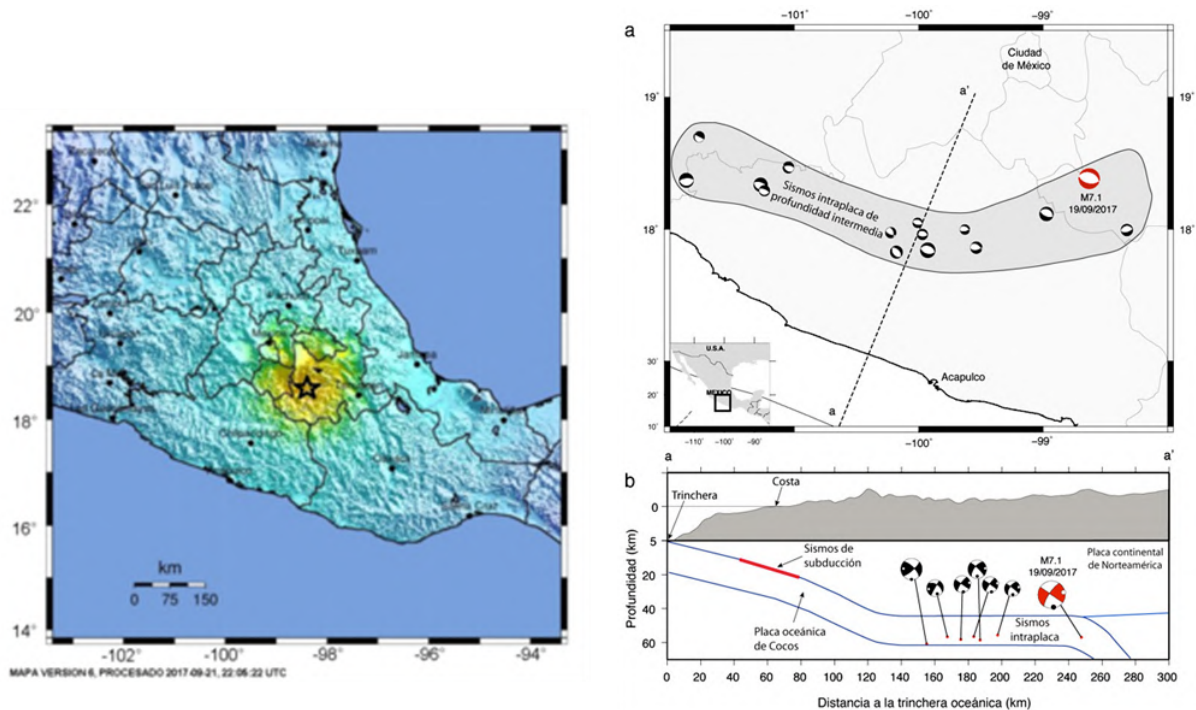 22°
20°
18°
16°
14°
km
0 75 150
-102 -100 -98 -96 -94
MAPA VERSION 6, PROCESADO 2017-09-21, 22:05:22 UTC
a
−101° −100° −99°
Ciudad
de México
19°
19°
a'
Sismos intraplaca de
profundidad intermedia
M7.1
19/09/2017
18°
18°
U.S.A.
MÉXICO
30°
20°
10°
−110° −100° −90°
a
Acapulco
−101° −100° −99°
a a'
b
Trinchera
Costa
0
5
20
40
60
Profundidad (km)
Sismos de
subducción
Placa oceánica
de Cocos
M7.1
19/09/2017
Sismos
intraplaca
Placa continental
de Norteamérica
0 20 40 60 80 100 120 140 160 180 200 220 240 260 280 300
Distancia a la trinchera oceánica (km)